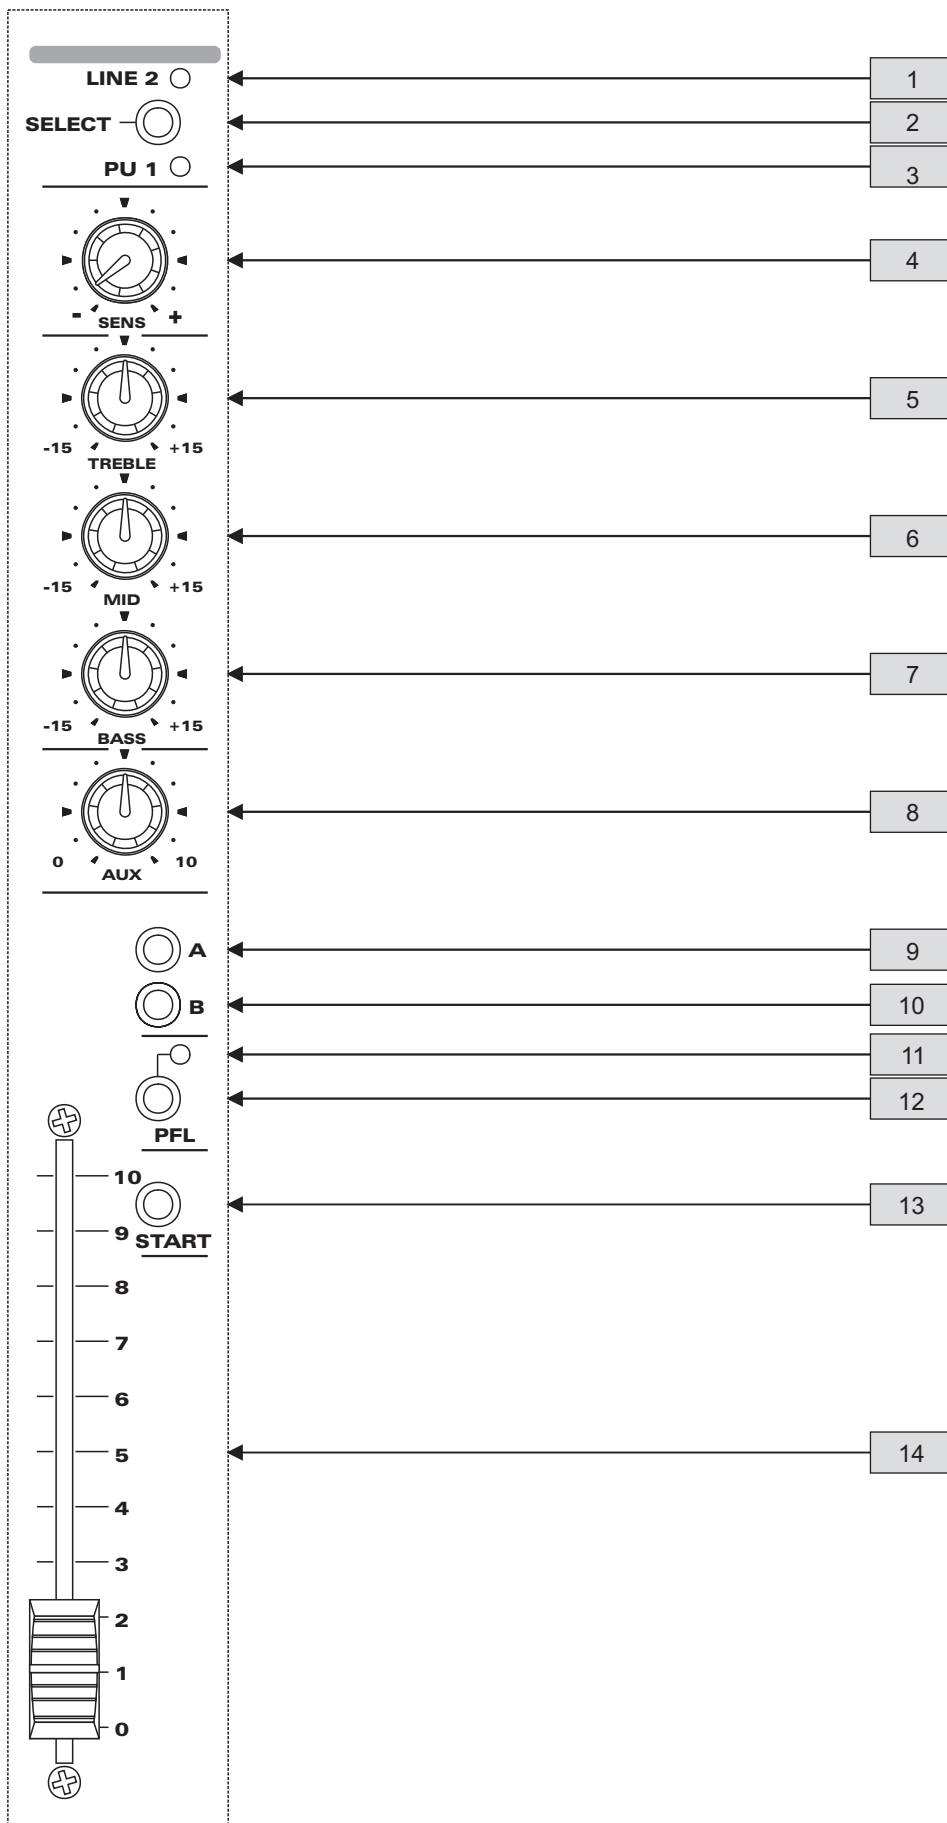 LINE 2 1
SELECT 2
PU 1 3
4
- SENS +
5
-15 +15
TREBLE
6
-15 +15
MID
7
-15 +15
BASS
8
0 10
AUX
A 9
B 10
11
12
PFL
10
13
9 START
8
7
6
5 14
4
3
2
1
0